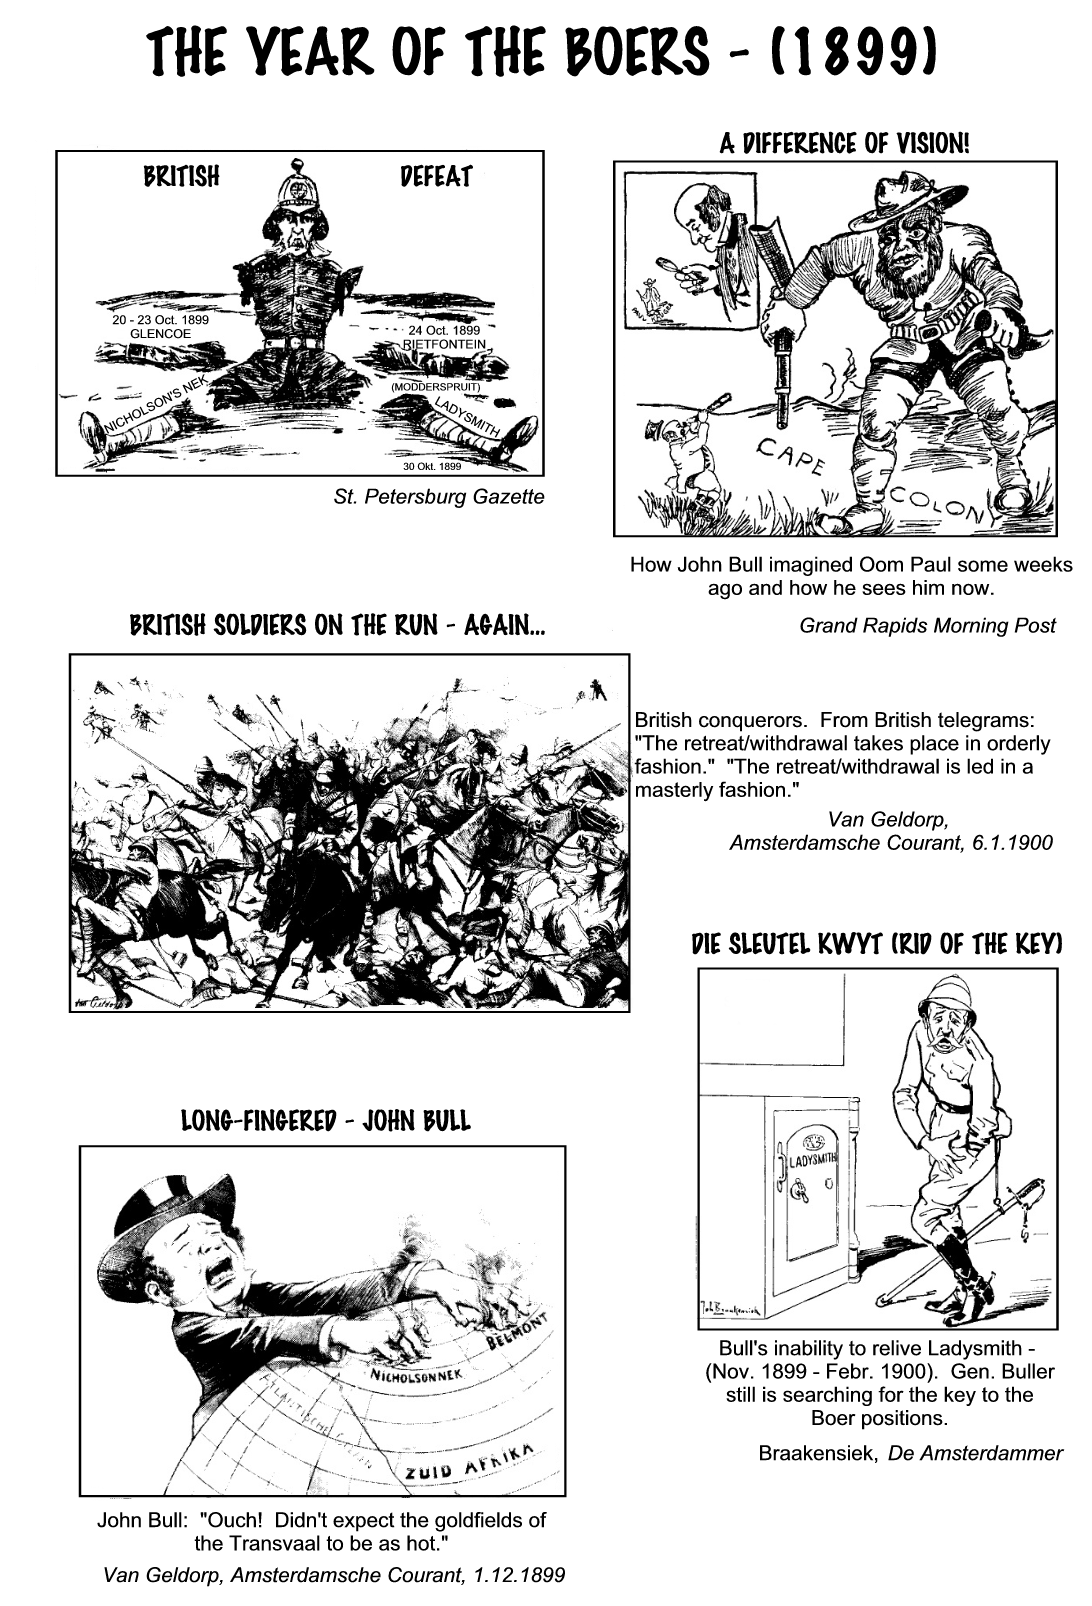 THE YEAR OF THE BOERS - (1899)
BRITISH DEFEAT
20 - 23 Oct. 1899
GLENCOE
24 Oct. 1899
RIETFONTEIN
(MODDERSPRUIT)
NICHOLSON'S NEK
LADYSMITH
30 Okt. 1899
St. Petersburg Gazette
A DIFFERENCE OF VISION!
CAPE
COLONY
How John Bull imagined Oom Paul some weeks
ago and how he sees him now.
Grand Rapids Morning Post
BRITISH SOLDIERS ON THE RUN - AGAIN...
Van Geldorp
British conquerors. From British telegrams:
"The retreat/withdrawal takes place in orderly
fashion." "The retreat/withdrawal is led in a
masterly fashion."
Van Geldorp,
Amsterdamsche Courant, 6.1.1900
DIE SLEUTEL KWYT (RID OF THE KEY)
LADYSMITH
Joh Braakensiek
Bull's inability to relive Ladysmith -
(Nov. 1899 - Febr. 1900). Gen. Buller
still is searching for the key to the
Boer positions.
Braakensiek, De Amsterdammer
LONG-FINGERED - JOHN BULL
BELMONT
NICHOLSONNEK
ATLANTISCHE
ZUID AFRIKA
John Bull: "Ouch! Didn't expect the goldfields of
the Transvaal to be as hot."
Van Geldorp, Amsterdamsche Courant, 1.12.1899